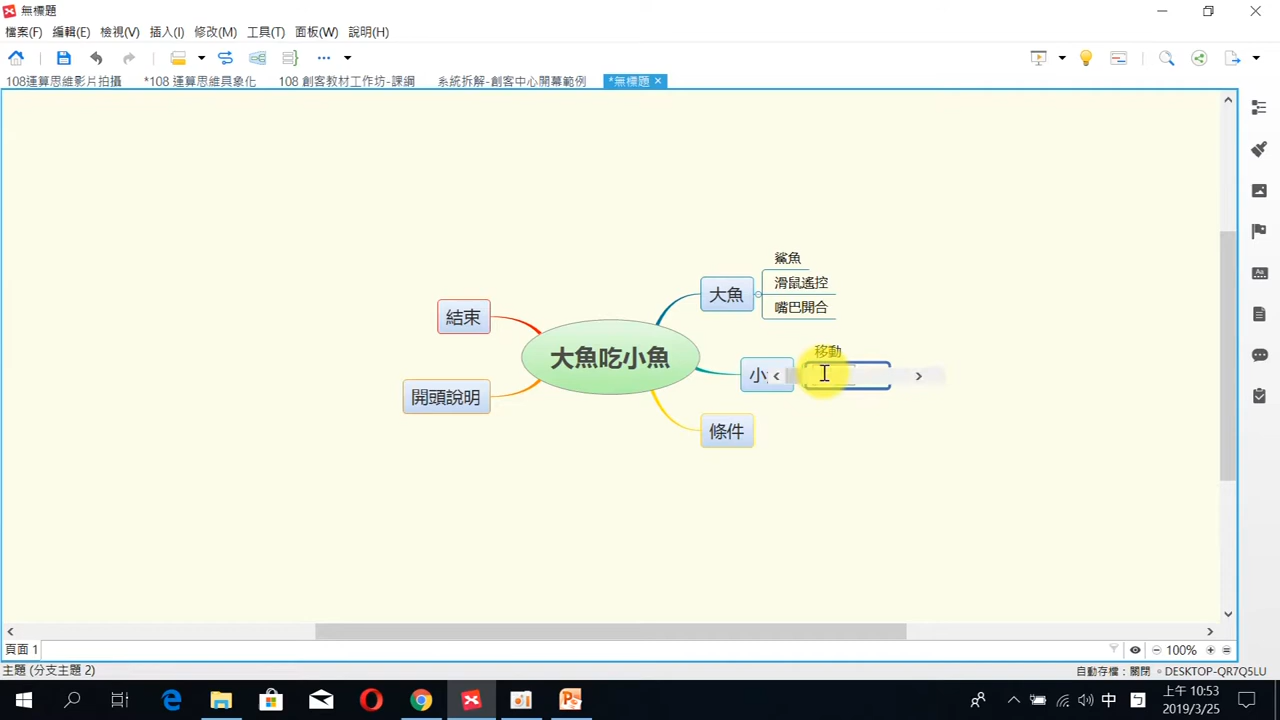 無標題
檔案(F) 編輯(E) 檢視(V) 插入(I) 修改(M) 工具(T) 面板(W) 說明(H)
108運算思維影片拍攝 *108 運算思維具象化 108 創客教材工作坊-課綱 系統拆解-創客中心開幕範例 *無標題
鯊魚
大魚
滑鼠遙控
嘴巴開合
結束
大魚吃小魚
移動
小
開頭說明
條件
頁面 1
100%
主題 (分支主題 2)
自動存檔：關閉 DESKTOP-QR7Q5LU
中
上午 10:53
2019/3/25